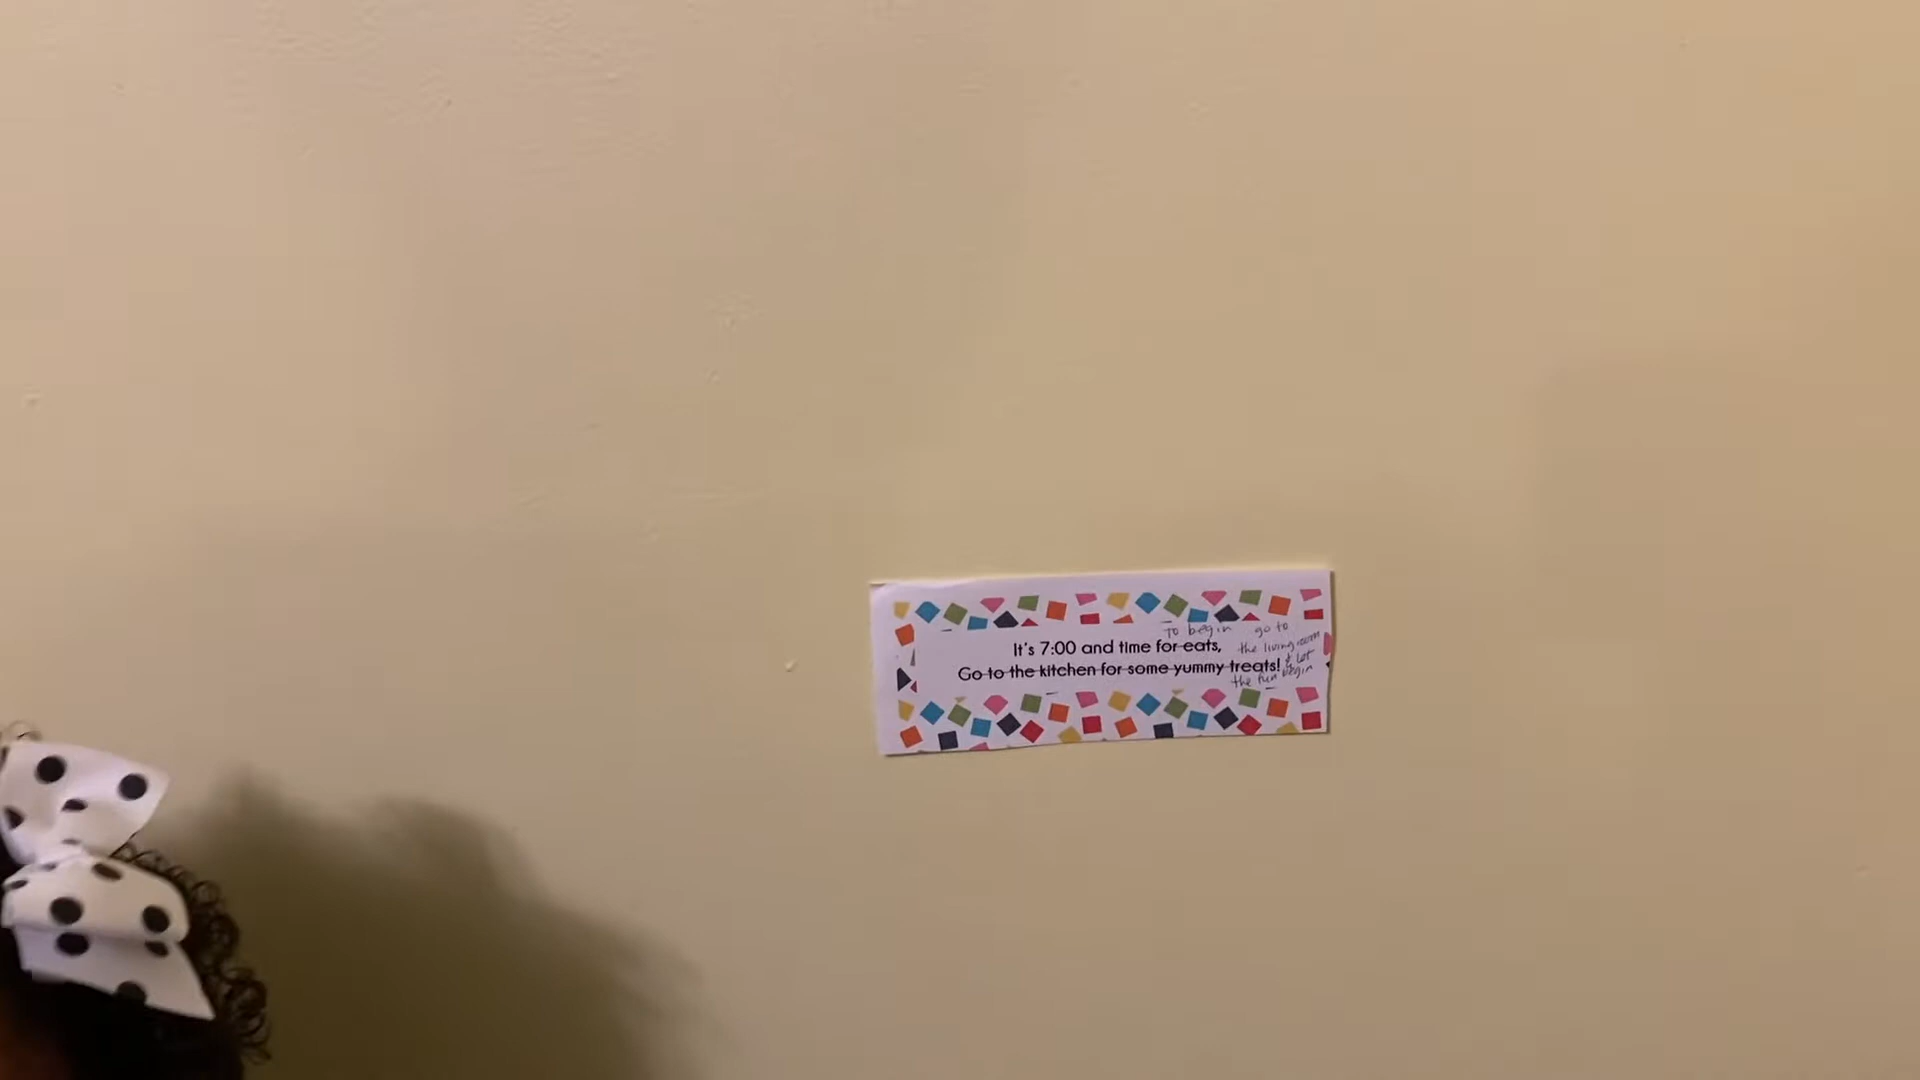 To begin go to
It's 7:00 and time for eats, the living room
Go to the kitchen for some yummy treats! & let
the fun begin